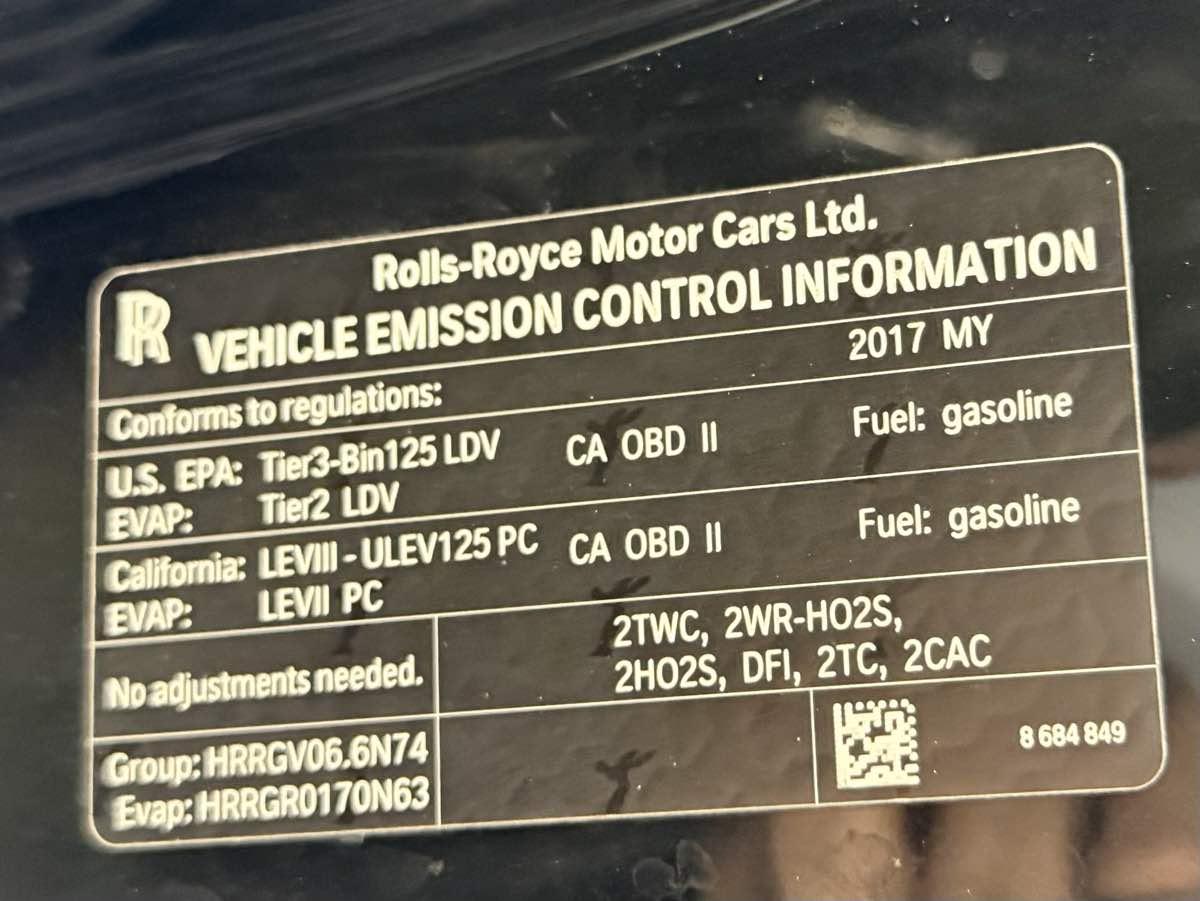 RR
Rolls-Royce Motor Cars Ltd.
VEHICLE EMISSION CONTROL INFORMATION
Conforms to regulations: 2017 MY
U.S. EPA: Tier3-Bin125 LDV CA OBD II Fuel: gasoline
EVAP: Tier2 LDV
California: LEVIII - ULEV125 PC CA OBD II Fuel: gasoline
EVAP: LEVII PC
No adjustments needed.
2TWC, 2WR-HO2S,
2HO2S, DFI, 2TC, 2CAC
Group: HRRGV06.6N74
Evap: HRRGR0170N63
8 684 849